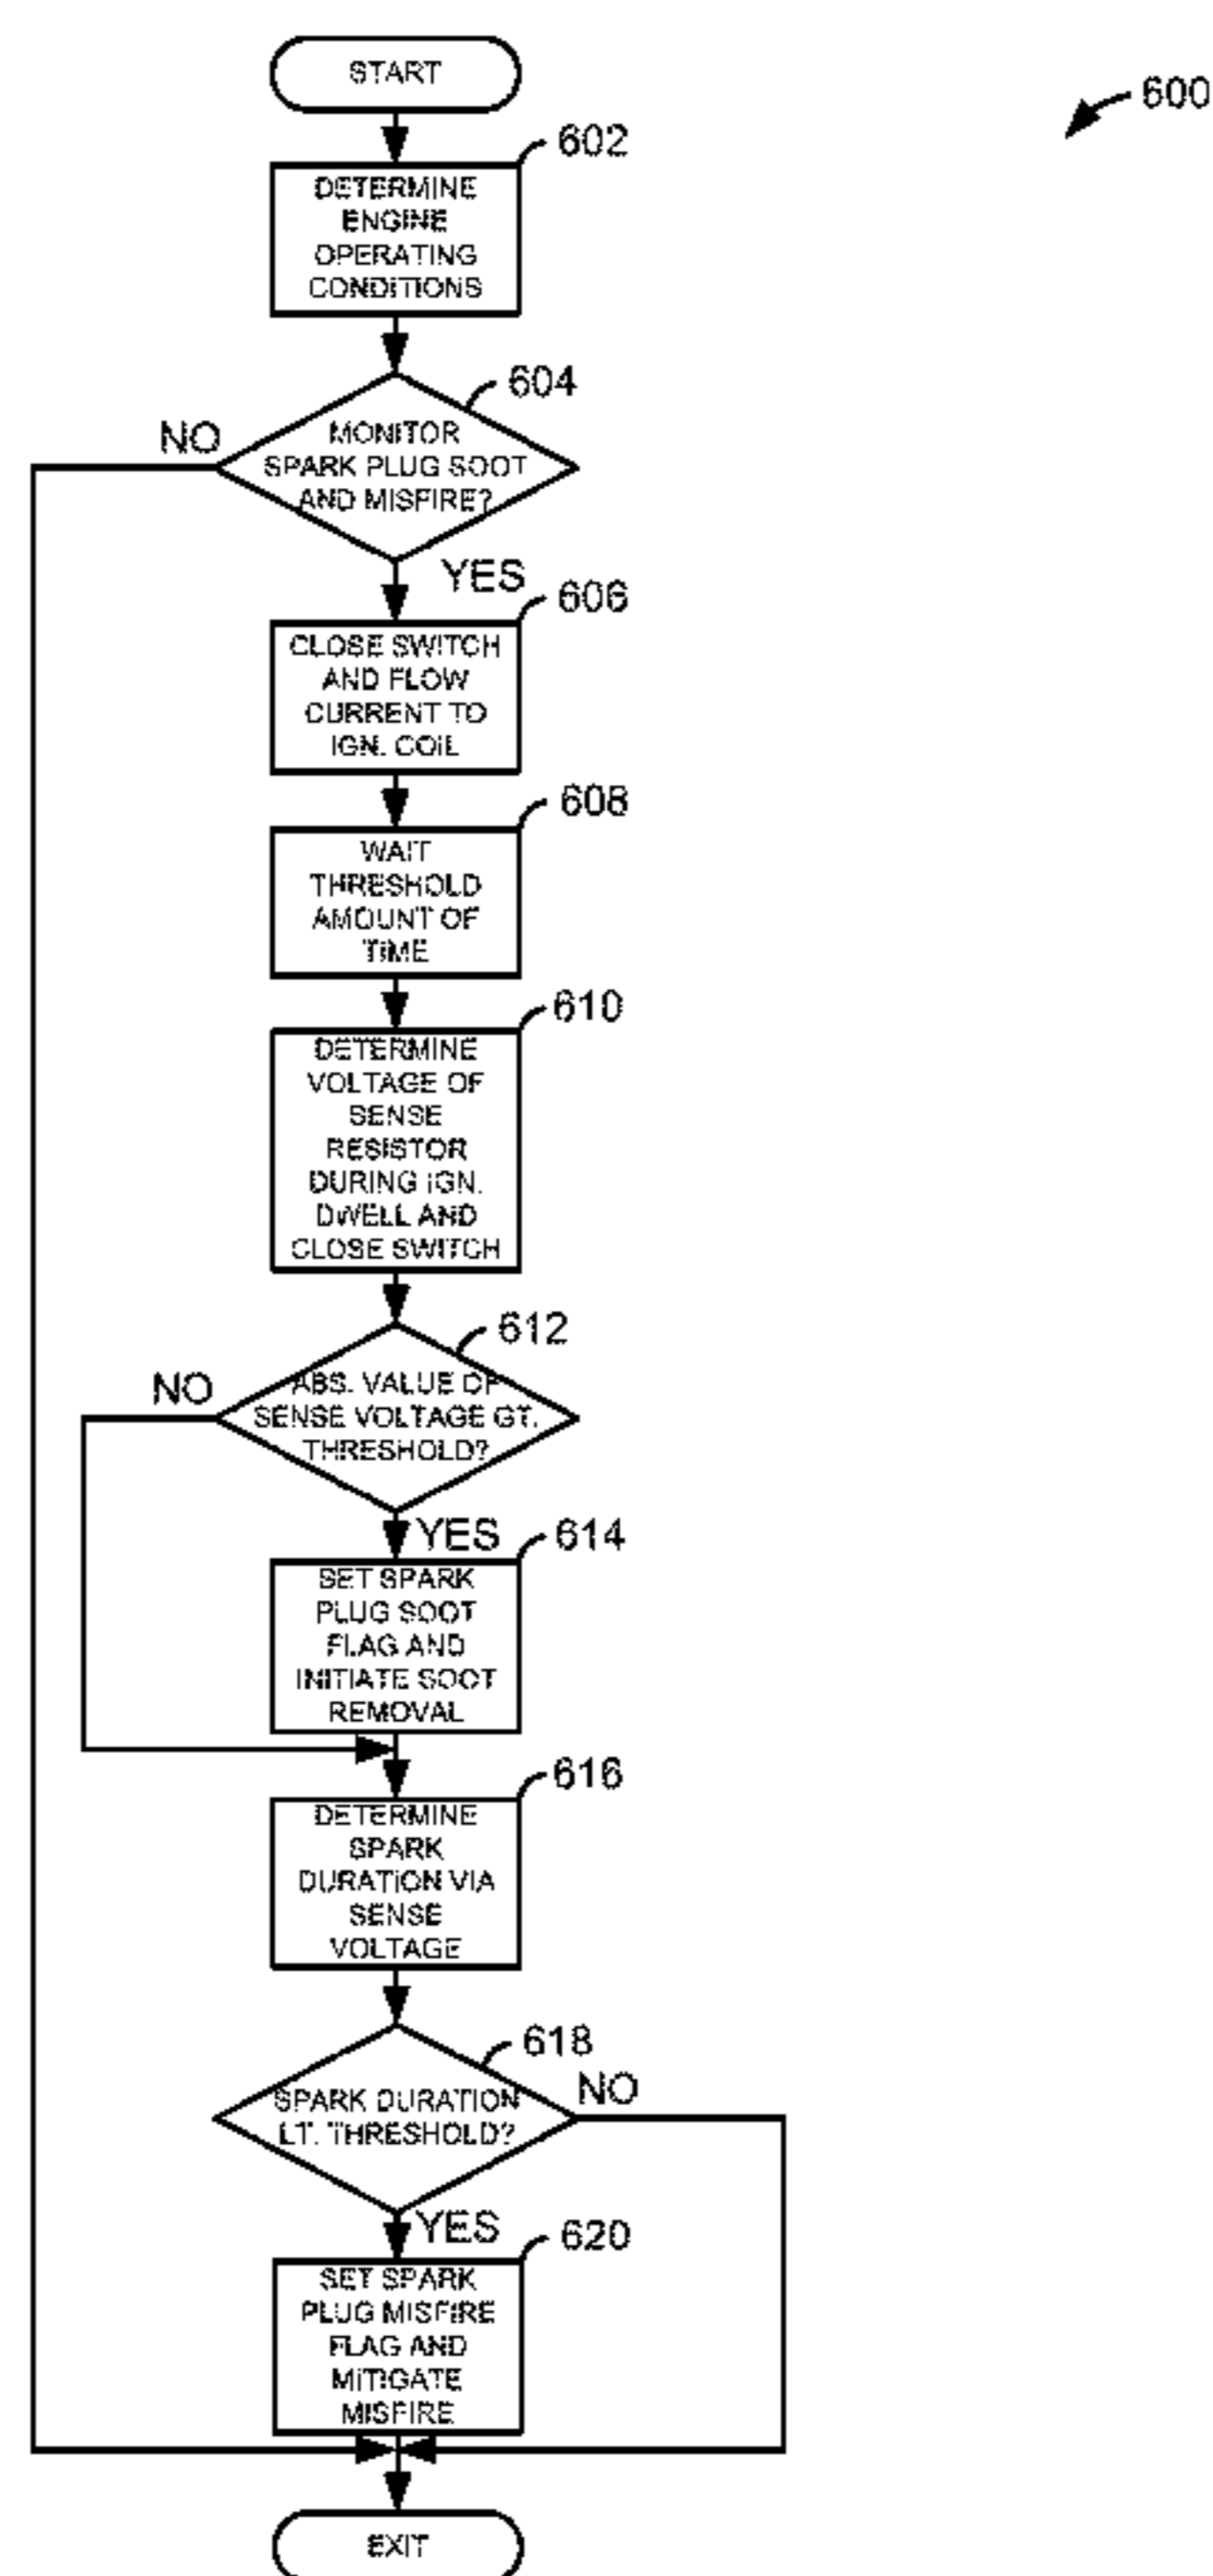 START
600
602
DETERMINE
ENGINE
OPERATING
CONDITIONS
604
NO
MONITOR
SPARK PLUG SOOT
AND MISFIRE?
YES
606
CLOSE SWITCH
AND FLOW
CURRENT TO
IGN. COIL
608
WAIT
THRESHOLD
AMOUNT OF
TIME
610
DETERMINE
VOLTAGE OF
SENSE
RESISTOR
DURING IGN.
DWELL AND
CLOSE SWITCH
612
NO
ABS. VALUE OF
SENSE VOLTAGE GT.
THRESHOLD?
YES
614
SET SPARK
PLUG SOOT
FLAG AND
INITIATE SOOT
REMOVAL
616
DETERMINE
SPARK
DURATION VIA
SENSE
VOLTAGE
618
NO
SPARK DURATION
LT. THRESHOLD?
YES
620
SET SPARK
PLUG MISFIRE
FLAG AND
MITIGATE
MISFIRE
EXIT